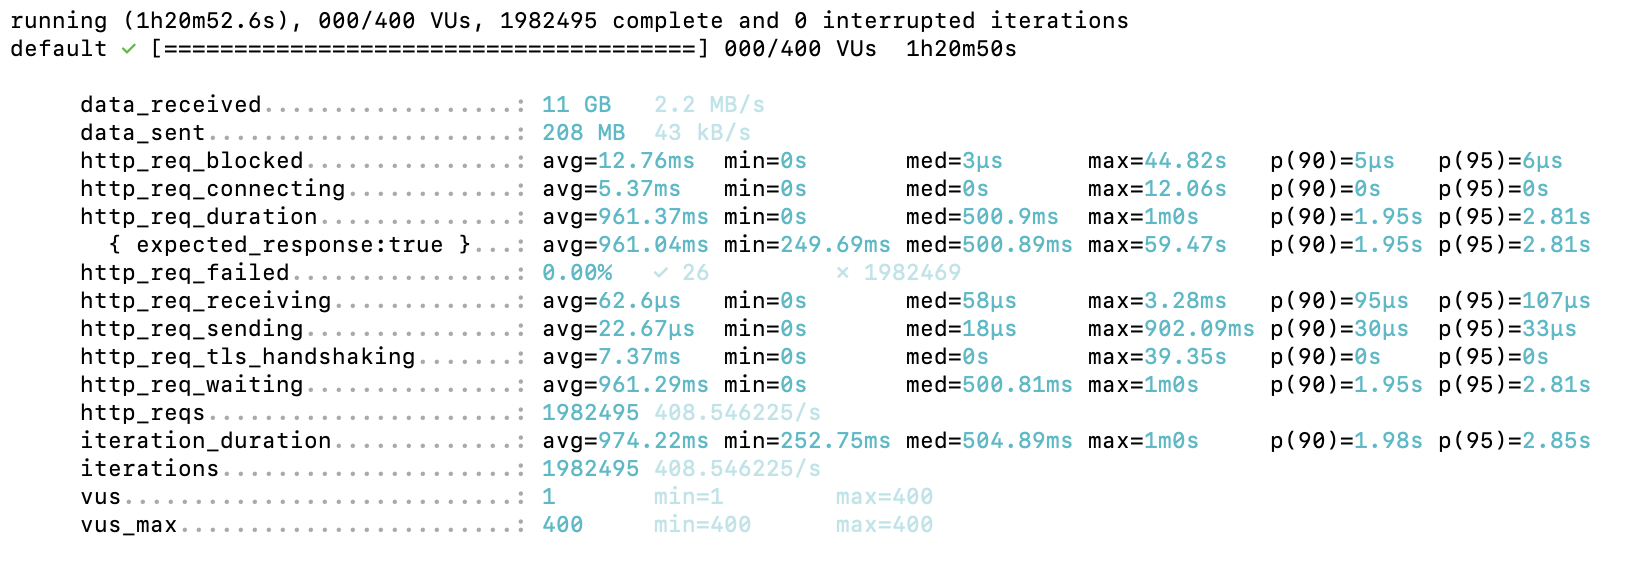 running (1h20m52.6s), 000/400 VUs, 1982495 complete and 0 interrupted iterations
default ✓ [======================================] 000/400 VUs  1h20m50s
data_received..................: 11 GB   2.2 MB/s
data_sent......................: 208 MB  43 kB/s
http_req_blocked...............: avg=12.76ms  min=0s       med=3µs      max=44.82s   p(90)=5µs   p(95)=6µs
http_req_connecting............: avg=5.37ms   min=0s       med=0s       max=12.06s   p(90)=0s    p(95)=0s
http_req_duration..............: avg=961.37ms min=0s       med=500.9ms  max=1m0s     p(90)=1.95s p(95)=2.81s
{ expected_response:true }...: avg=961.04ms min=249.69ms med=500.89ms max=59.47s   p(90)=1.95s p(95)=2.81s
http_req_failed................: 0.00%   ✓ 26         ✗ 1982469
http_req_receiving.............: avg=62.6µs   min=0s       med=58µs     max=3.28ms   p(90)=95µs  p(95)=107µs
http_req_sending...............: avg=22.67µs  min=0s       med=18µs     max=902.09ms p(90)=30µs  p(95)=33µs
http_req_tls_handshaking.......: avg=7.37ms   min=0s       med=0s       max=39.35s   p(90)=0s    p(95)=0s
http_req_waiting...............: avg=961.29ms min=0s       med=500.81ms max=1m0s     p(90)=1.95s p(95)=2.81s
http_reqs......................: 1982495 408.546225/s
iteration_duration.............: avg=974.22ms min=252.75ms med=504.89ms max=1m0s     p(90)=1.98s p(95)=2.85s
iterations.....................: 1982495 408.546225/s
vus............................: 1       min=1        max=400
vus_max........................: 400     min=400      max=400